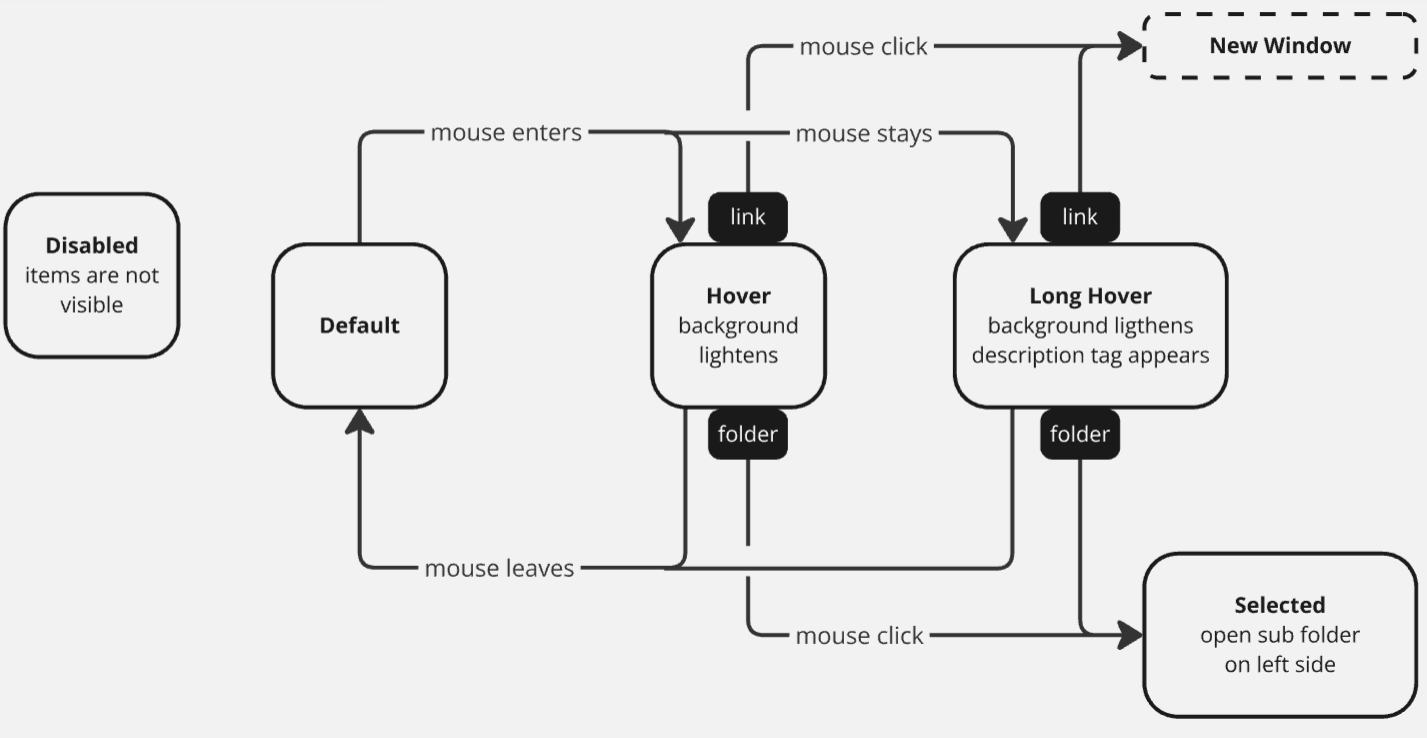 mouse click
New Window
mouse enters
mouse stays
link
link
Disabled
items are not
visible
Default
Hover
background
lightens
Long Hover
background ligthens
description tag appears
folder
folder
mouse leaves
mouse click
Selected
open sub folder
on left side